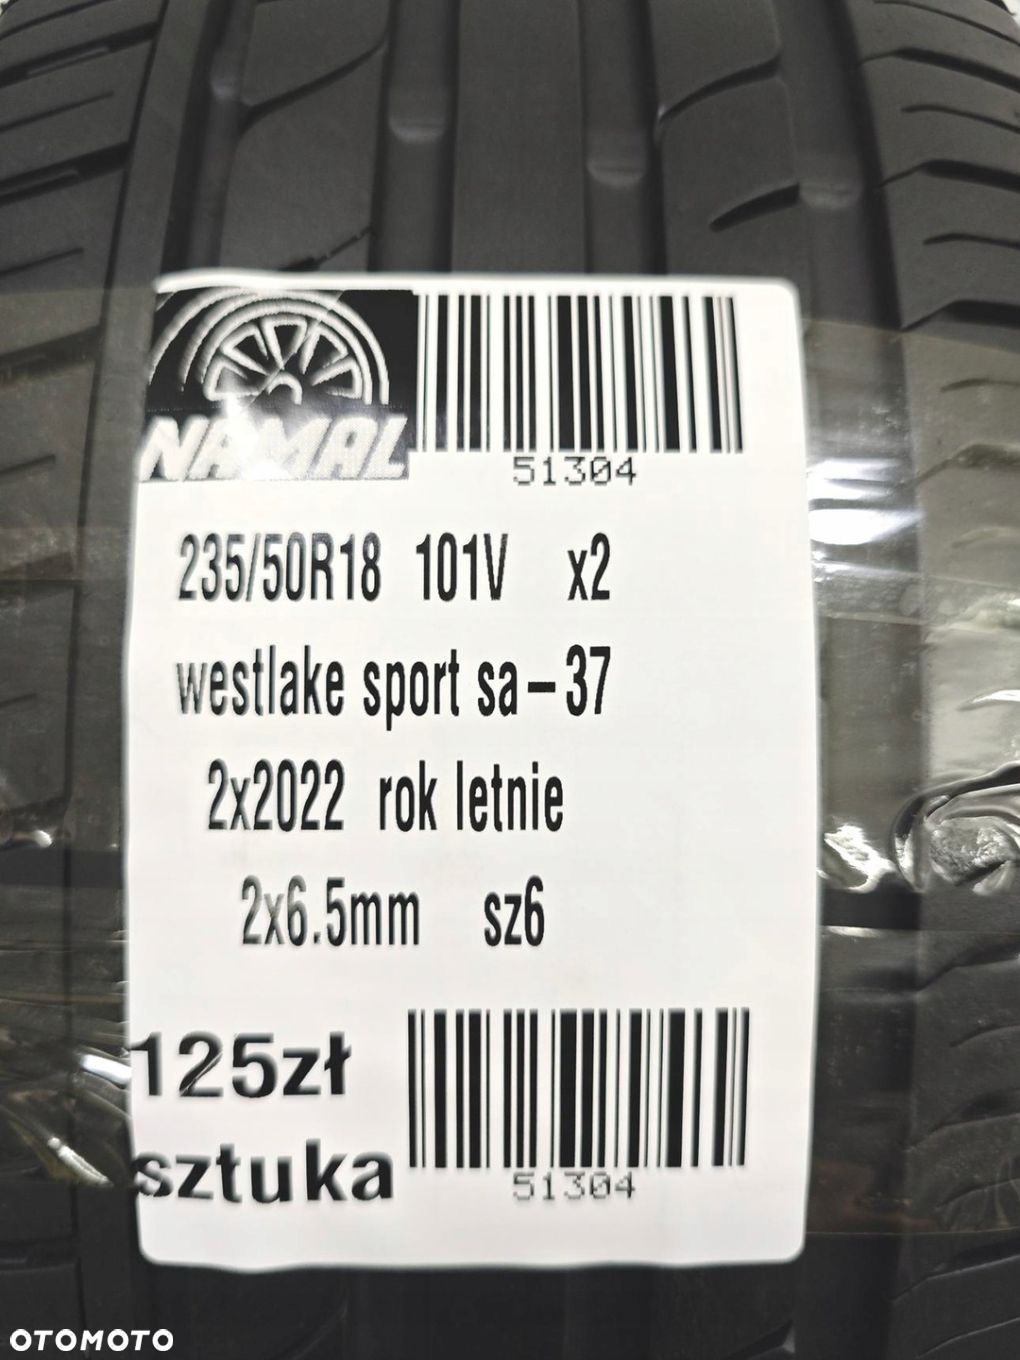 NAMAL
51304
235/50R18 101V x2
westlake sport sa-37
2x2022 rok letnie
2x6.5mm sz6
125zł
sztuka
51304
OTOMOTO